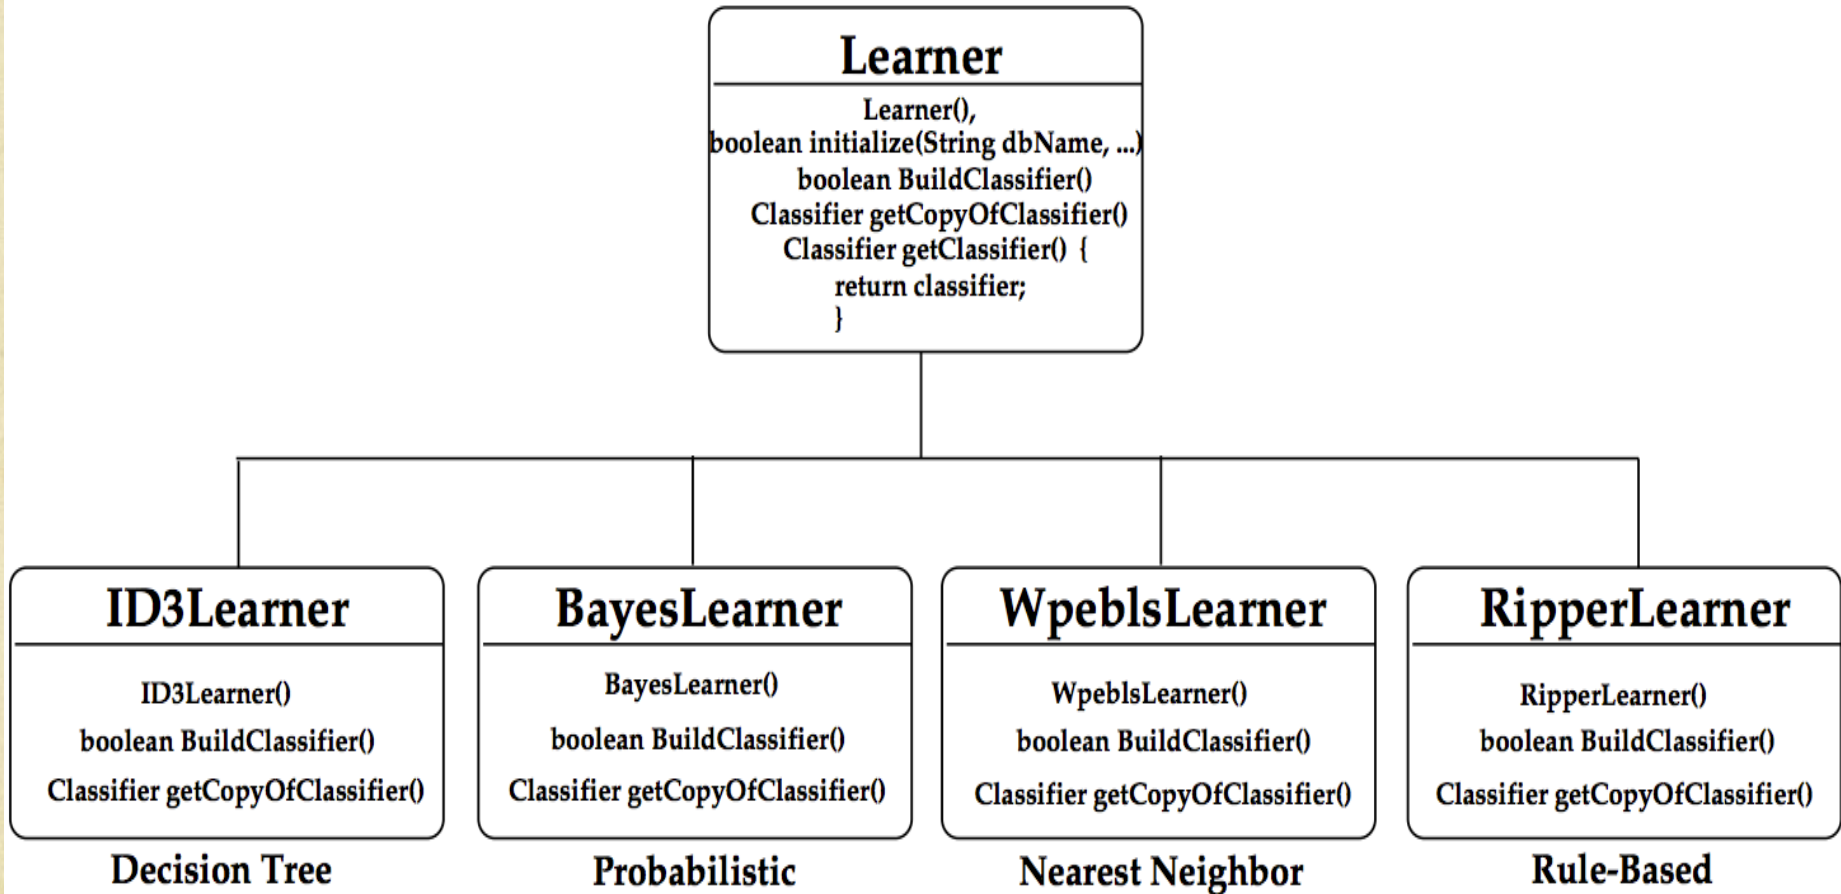 Learner
Learner(),
boolean initialize(String dbName, ...)
boolean BuildClassifier()
Classifier getCopyOfClassifier()
Classifier getClassifier() {
return classifier;
}
ID3Learner
ID3Learner()
boolean BuildClassifier()
Classifier getCopyOfClassifier()
Decision Tree
BayesLearner
BayesLearner()
boolean BuildClassifier()
Classifier getCopyOfClassifier()
Probabilistic
WpeblsLearner
WpeblsLearner()
boolean BuildClassifier()
Classifier getCopyOfClassifier()
Nearest Neighbor
RipperLearner
RipperLearner()
boolean BuildClassifier()
Classifier getCopyOfClassifier()
Rule-Based